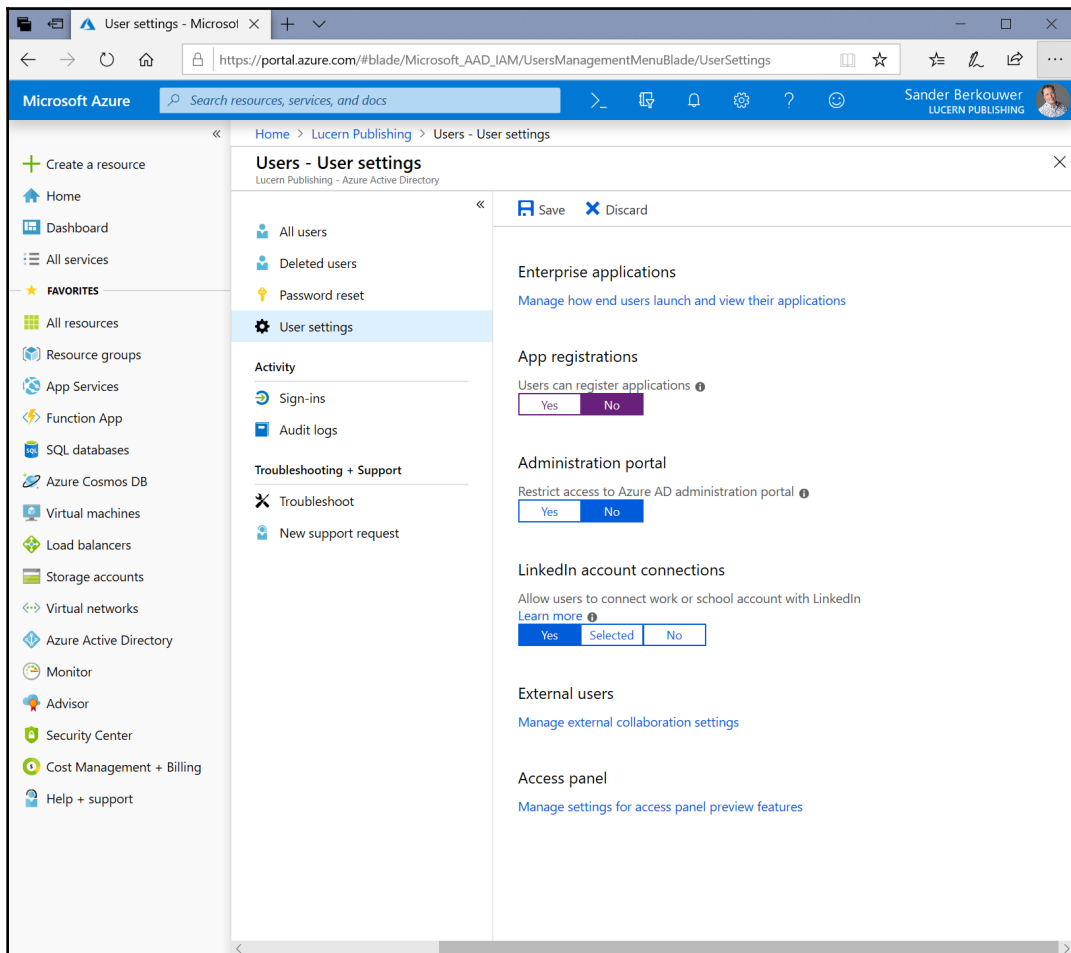 User settings - Microsof
https://portal.azure.com/#blade/Microsoft_AAD_IAM/UsersManagementMenuBlade/UserSettings
Microsoft Azure
Search resources, services, and docs
Sander Berkouwer
LUCERN PUBLISHING
Home > Lucern Publishing > Users - User settings
Users - User settings
Lucern Publishing - Azure Active Directory
Create a resource
Home
Dashboard
All services
FAVORITES
All resources
Resource groups
App Services
Function App
SQL databases
Azure Cosmos DB
Virtual machines
Load balancers
Storage accounts
Virtual networks
Azure Active Directory
Monitor
Advisor
Security Center
Cost Management + Billing
Help + support
All users
Deleted users
Password reset
User settings
Activity
Sign-ins
Audit logs
Troubleshooting + Support
Troubleshoot
New support request
Save Discard
Enterprise applications
Manage how end users launch and view their applications
App registrations
Users can register applications
Yes No
Administration portal
Restrict access to Azure AD administration portal
Yes No
LinkedIn account connections
Allow users to connect work or school account with LinkedIn
Learn more
Yes Selected No
External users
Manage external collaboration settings
Access panel
Manage settings for access panel preview features